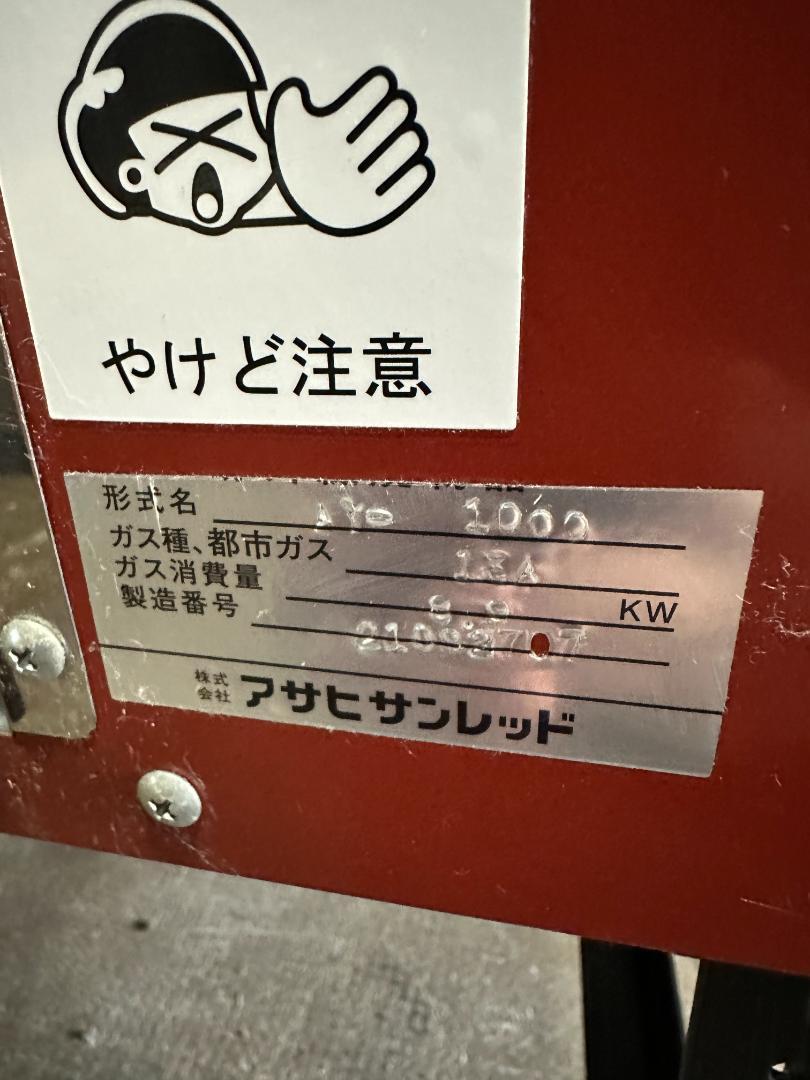 やけど注意
形式名 AYP 1000
ガス種、都市ガス 13A
ガス消費量 KW
製造番号
株式会社 アサヒサンレッド